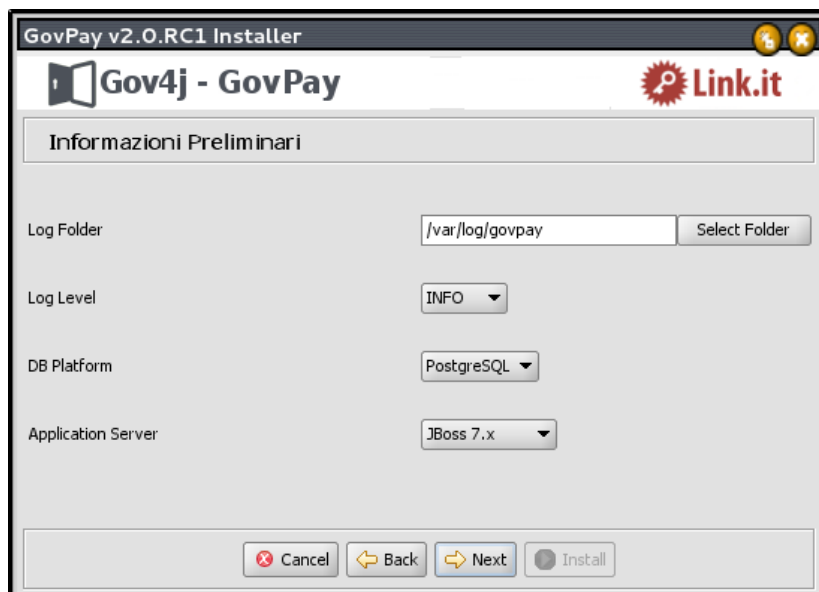 GovPay v2.0.RC1 Installer
Gov4j - GovPay
Link.it
Informazioni Preliminari
Log Folder
/var/log/govpay
Select Folder
Log Level
INFO
DB Platform
PostgreSQL
Application Server
JBoss 7.x
Cancel
Back
Next
Install